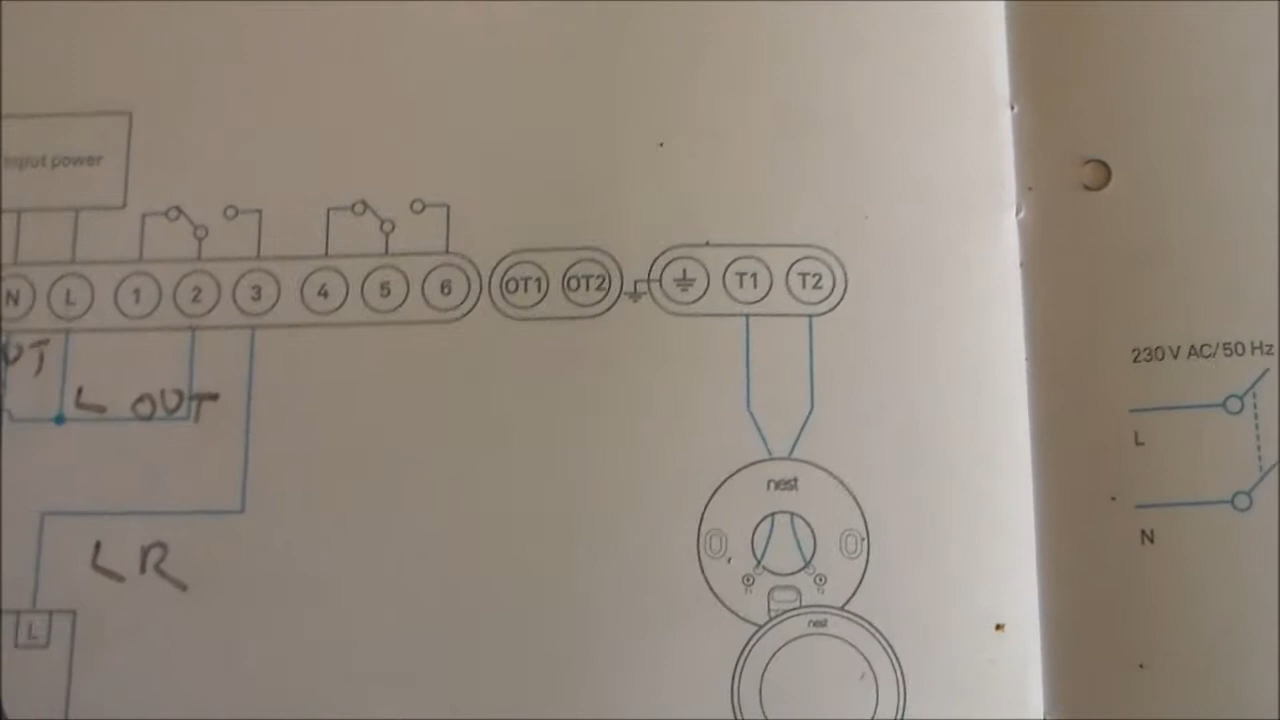 Input power
N L 1 2 3 4 5 6 OT1 OT2 T1 T2
L OUT
LR
L
nest
nest
230 V AC/50 Hz
L
N